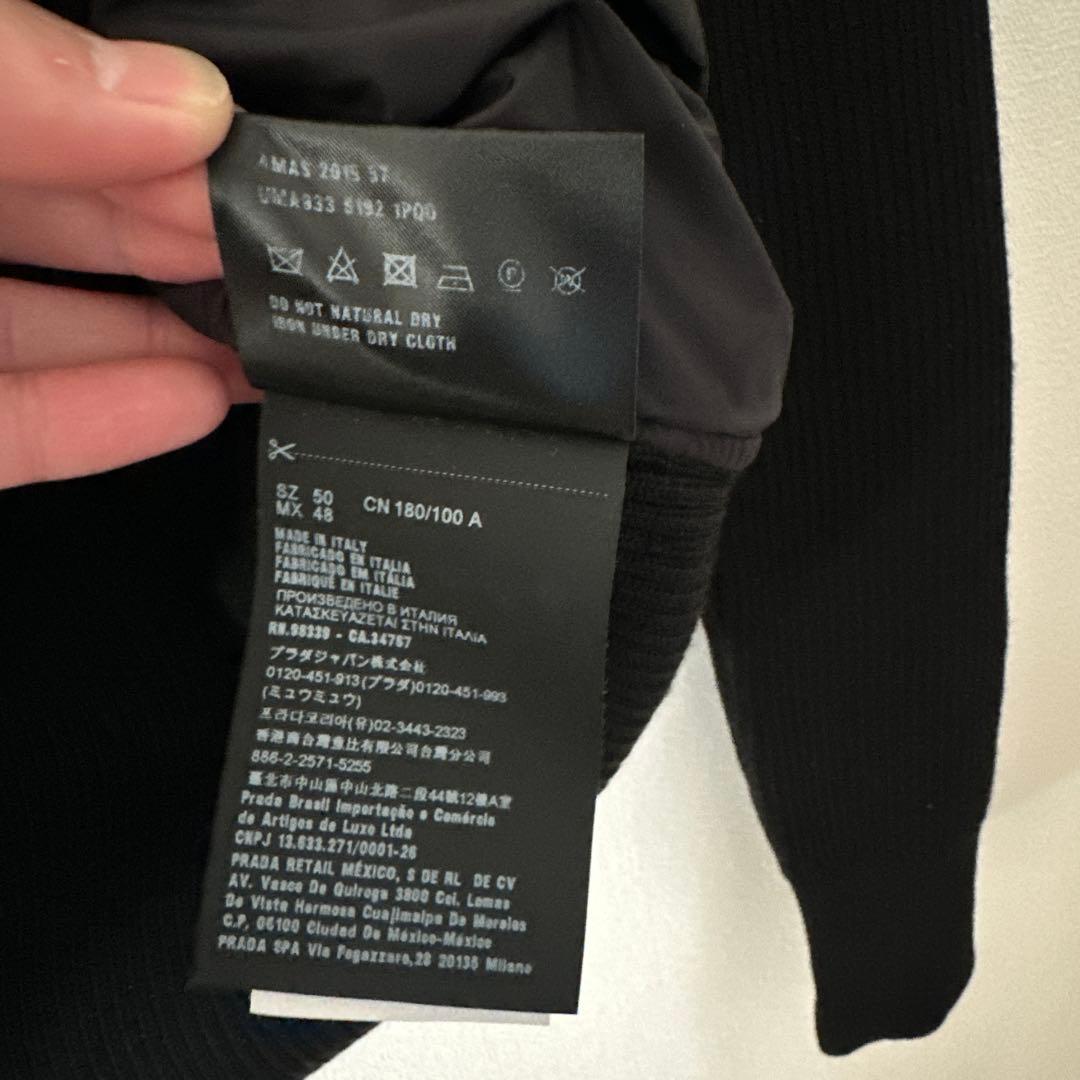 AMAS 2015 57
UMA933 S192 1PQ0
P
DO NOT NATURAL DRY
IRON UNDER DRY CLOTH
SZ 50
MX 48
CN 180/100 A
MADE IN ITALY
FABRICADO EN ITALIA
FABRICADO EM ITÁLIA
FABRIQUÉ EN ITALIE
ПРОИЗВЕДЕНО В ИТАЛИЯ
ΚΑΤΑΣΚΕΥΑΖΕΤΑΙ ΣΤΗΝ ΙΤΑΛΙΑ
RN.98339 - CA.34767
プラダジャパン株式会社
0120-451-913(プラダ)0120-451-993
(ミュウミュウ)
프라다코리아(유)02-3443-2323
香港商台灣意比有限公司台灣分公司
886-2-2571-5255
臺北市中山區中山北路二段44號12樓A室
Prada Brasil Importação e Comércio
de Artigos de Luxo Ltda
CNPJ 13.633.271/0001-26
PRADA RETAIL MÉXICO, S DE RL DE CV
AV. Vasco De Quiroga 3800 Col. Lomas
De Vista Hermosa Cuajimalpa De Morelos
C.P. 05100 Ciudad De México-México
PRADA SPA Via Fogazzaro,28 20135 Milano